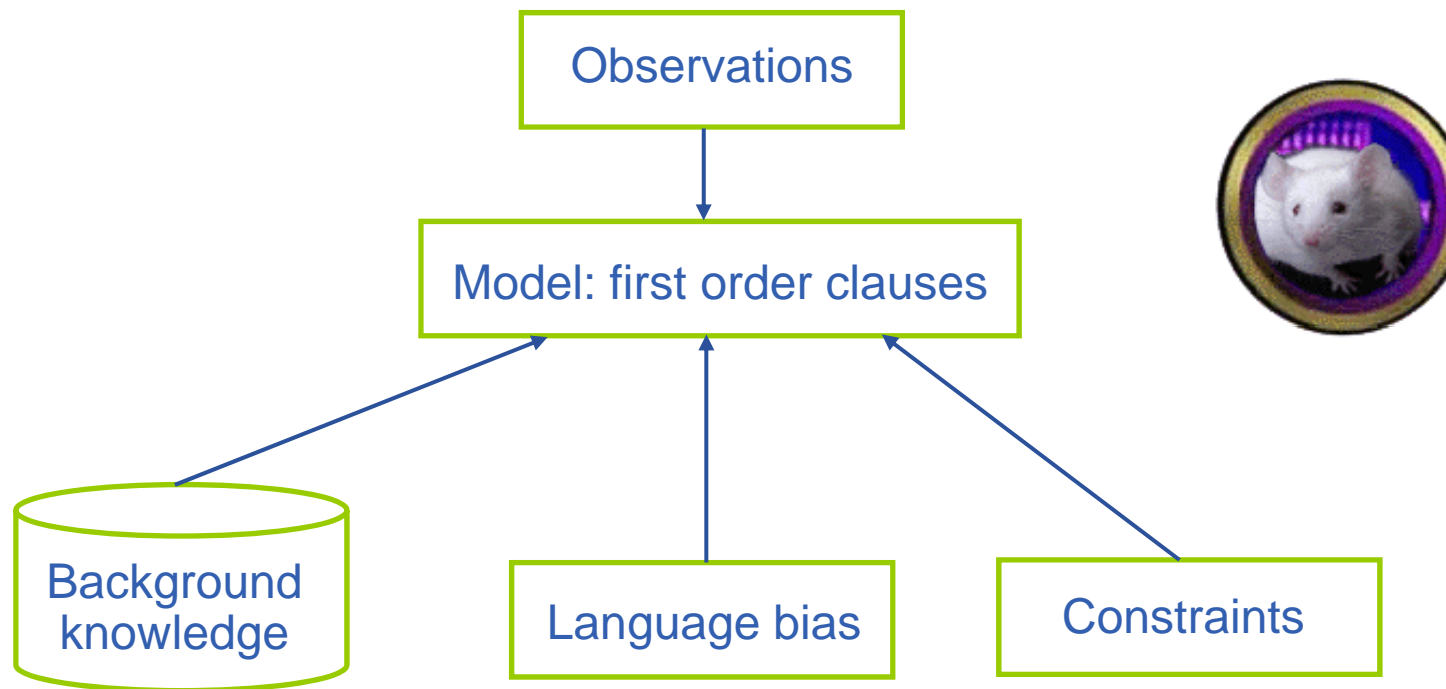 Observations
Model: first order clauses
Background
knowledge
Language bias
Constraints